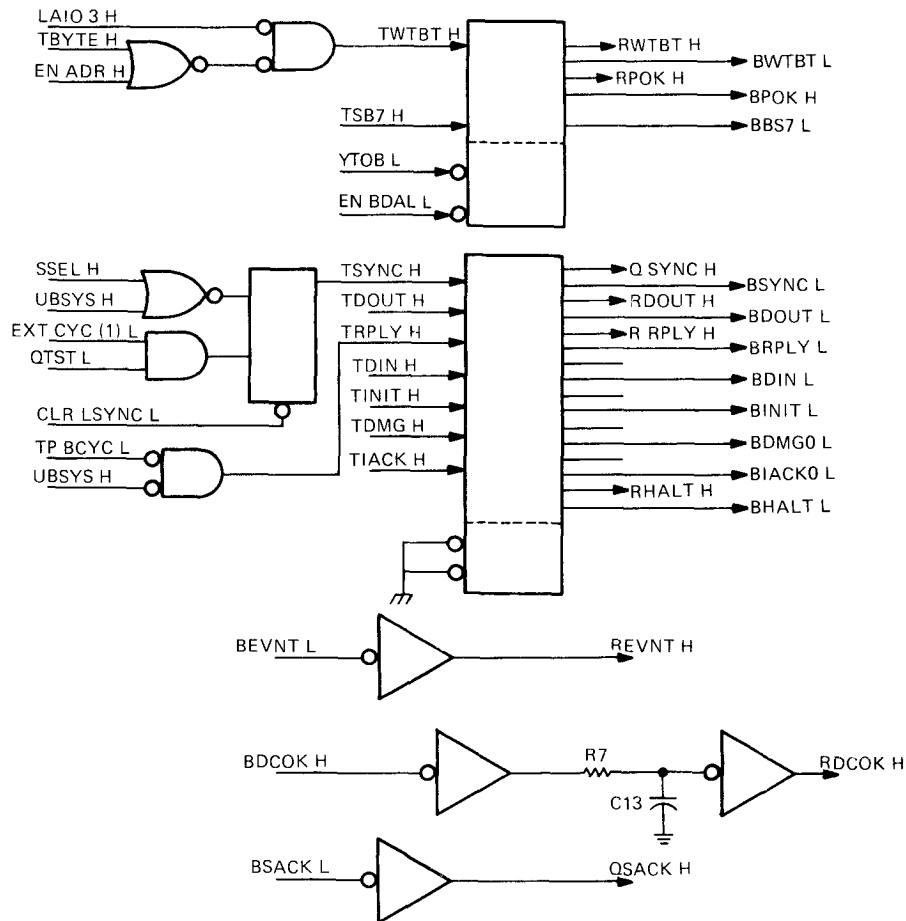 LAIO 3 H
TBYTE H
EN ADR H
TWTBT H
RWTBT H
BWTBT L
RPOK H
BPOK H
TSB7 H
BBS7 L
YTOB L
EN BDAL L
SSEL H
UBSYS H
EXT CYC (1) L
QTST L
CLR LSYNC L
TP BCYC L
UBSYS H
TSYNC H
TDOUT H
TRPLY H
TDIN H
TINIT H
TDMG H
TIACK H
Q SYNC H
BSYNC L
RDOUT H
BDOUT L
R RPLY H
BRPLY L
BDIN L
BINIT L
BDMG0 L
BIACK0 L
RHALT H
BHALT L
BEVNT L
REVNT H
BDCOK H
R7
C13
RDCOK H
BSACK L
QSACK H